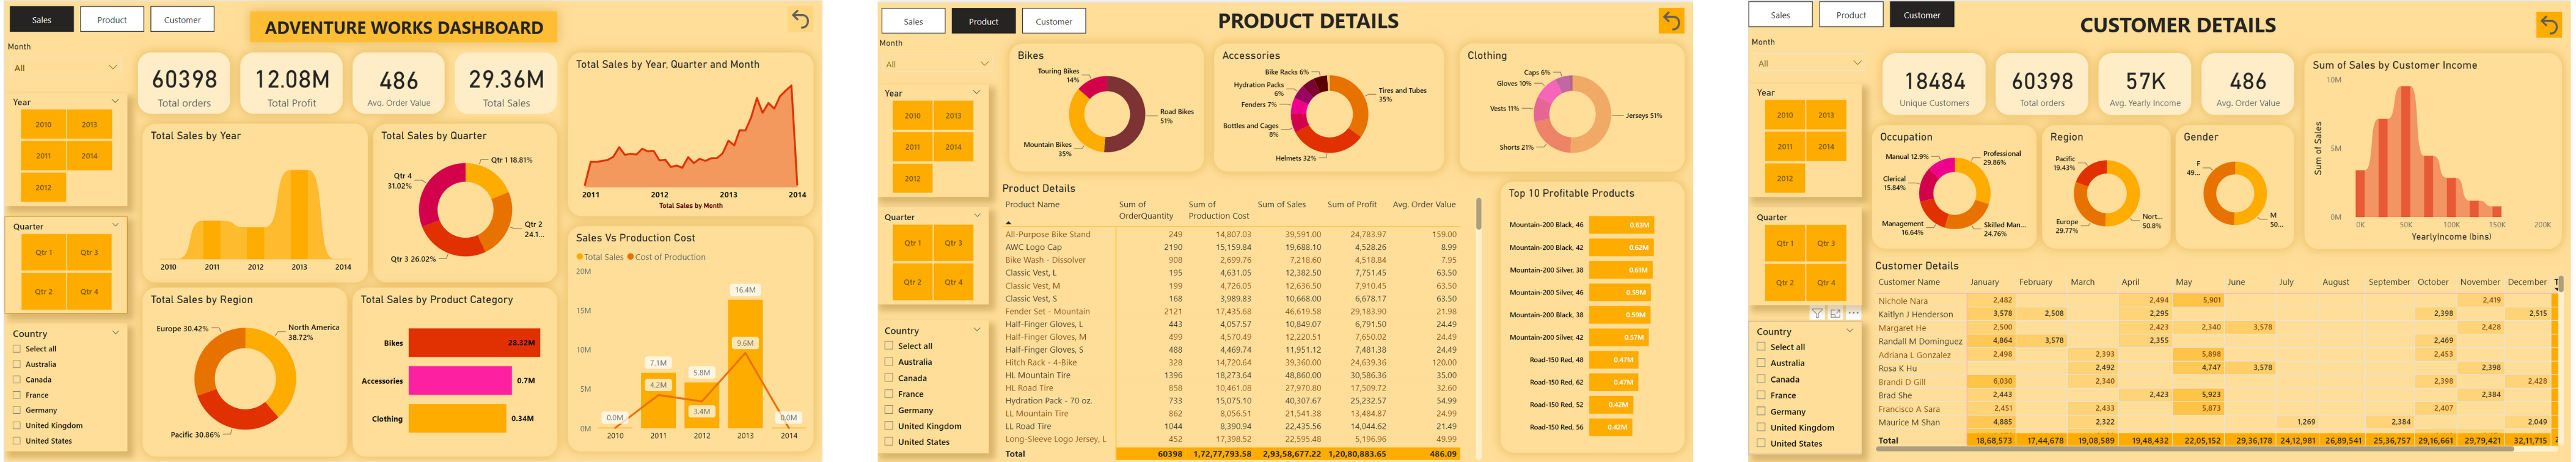 Sales Product Customer
ADVENTURE WORKS DASHBOARD
Month
All
Year
2010 2013
2011 2014
2012
Quarter
Qtr 1 Qtr 3
Qtr 2 Qtr 4
Country
Select all
Australia
Canada
France
Germany
United Kingdom
United States
60398
Total orders
12.08M
Total Profit
486
Avg. Order Value
29.36M
Total Sales
Total Sales by Year
2010 2011 2012 2013 2014
Total Sales by Quarter
Qtr 1 18.81%
Qtr 2
24.1...
Qtr 3 26.02%
Qtr 4
31.02%
Total Sales by Region
Europe 30.42%
North America
38.72%
Pacific 30.86%
Total Sales by Product Category
Bikes 28.32M
Accessories 0.7M
Clothing 0.34M
Total Sales by Year, Quarter and Month
2011 2012 2013 2014
Total Sales by Month
Sales Vs Production Cost
Total Sales Cost of Production
20M
15M
10M
5M
0M
0.0M 7.1M 4.2M 5.8M 3.4M 16.4M 9.6M 0.0M
2010 2011 2012 2013 2014
Sales Product Customer
PRODUCT DETAILS
Month
All
Year
2010 2013
2011 2014
2012
Quarter
Qtr 1 Qtr 3
Qtr 2 Qtr 4
Country
Select all
Australia
Canada
France
Germany
United Kingdom
United States
Bikes
Touring Bikes
14%
Road Bikes
51%
Mountain Bikes
35%
Accessories
Bike Racks 6%
Hydration Packs
6%
Fenders 7%
Bottles and Cages
8%
Helmets 32%
Tires and Tubes
35%
Clothing
Caps 6%
Gloves 10%
Vests 11%
Shorts 21%
Jerseys 51%
Product Details
Product Name Sum of OrderQuantity Sum of Production Cost Sum of Sales Sum of Profit Avg. Order Value
All-Purpose Bike Stand 249 14,807.03 39,591.00 24,783.97 159.00
AWC Logo Cap 2190 15,159.84 19,688.10 4,528.26 8.99
Bike Wash - Dissolver 908 2,699.76 7,218.60 4,518.84 7.95
Classic Vest, L 195 4,631.05 12,382.50 7,751.45 63.50
Classic Vest, M 199 4,726.05 12,636.50 7,910.45 63.50
Classic Vest, S 168 3,989.83 10,668.00 6,678.17 63.50
Fender Set - Mountain 2121 17,435.68 46,619.58 29,183.90 21.98
Half-Finger Gloves, L 443 4,057.57 10,849.07 6,791.50 24.49
Half-Finger Gloves, M 499 4,570.49 12,220.51 7,650.02 24.49
Half-Finger Gloves, S 488 4,469.74 11,951.12 7,481.38 24.49
Hitch Rack - 4-Bike 328 14,720.64 39,360.00 24,639.36 120.00
HL Mountain Tire 1396 18,273.64 48,860.00 30,586.36 35.00
HL Road Tire 858 10,461.08 27,970.80 17,509.72 32.60
Hydration Pack - 70 oz. 733 15,075.10 40,307.67 25,232.57 54.99
LL Mountain Tire 862 8,056.51 21,541.38 13,484.87 24.99
LL Road Tire 1044 8,390.94 22,435.56 14,044.62 21.49
Long-Sleeve Logo Jersey, L 452 17,398.52 22,595.48 5,196.96 49.99
Total 60398 1,72,77,793.58 2,93,58,677.22 1,20,80,883.65 486.09
Top 10 Profitable Products
Mountain-200 Black, 46 0.63M
Mountain-200 Black, 42 0.62M
Mountain-200 Silver, 38 0.61M
Mountain-200 Silver, 46 0.59M
Mountain-200 Black, 38 0.59M
Mountain-200 Silver, 42 0.57M
Road-150 Red, 48 0.47M
Road-150 Red, 62 0.47M
Road-150 Red, 52 0.42M
Road-150 Red, 56 0.42M
Sales Product Customer
CUSTOMER DETAILS
Month
All
Year
2010 2013
2011 2014
2012
Quarter
Qtr 1 Qtr 3
Qtr 2 Qtr 4
Country
Select all
Australia
Canada
France
Germany
United Kingdom
United States
18484
Unique Customers
60398
Total orders
57K
Avg. Yearly Income
486
Avg. Order Value
Occupation
Manual 12.9%
Professional
29.86%
Clerical
15.84%
Management
16.64%
Skilled Man...
24.76%
Region
Pacific
19.43%
Europe
29.77%
Nort...
50.8%
Gender
F
49...
M
50...
Sum of Sales by Customer Income
Sum of Sales
10M
5M
0M
0K 50K 100K 150K 200K
YearlyIncome (bins)
Customer Details
Customer Name January February March April May June July August September October November December T
Nichole Nara 2,482 2,494 5,901 2,419
Kaitlyn J Henderson 3,578 2,508 2,295 2,398 2,515
Margaret He 2,500 2,423 2,340 3,578 2,428
Randall M Dominguez 4,864 3,578 2,355 2,469
Adriana L Gonzalez 2,498 2,393 5,898 2,453
Rosa K Hu 2,492 4,747 3,578 2,398
Brandi D Gill 6,030 2,340 2,398 2,428
Brad She 2,443 2,423 5,923 2,384
Francisco A Sara 2,451 2,433 5,873 2,407
Maurice M Shan 4,885 2,322 1,269 2,384 2,049
Total 18,68,573 17,44,678 19,08,589 19,48,432 22,05,152 29,36,178 24,12,981 26,89,541 25,36,757 29,16,661 29,79,421 32,11,715 2